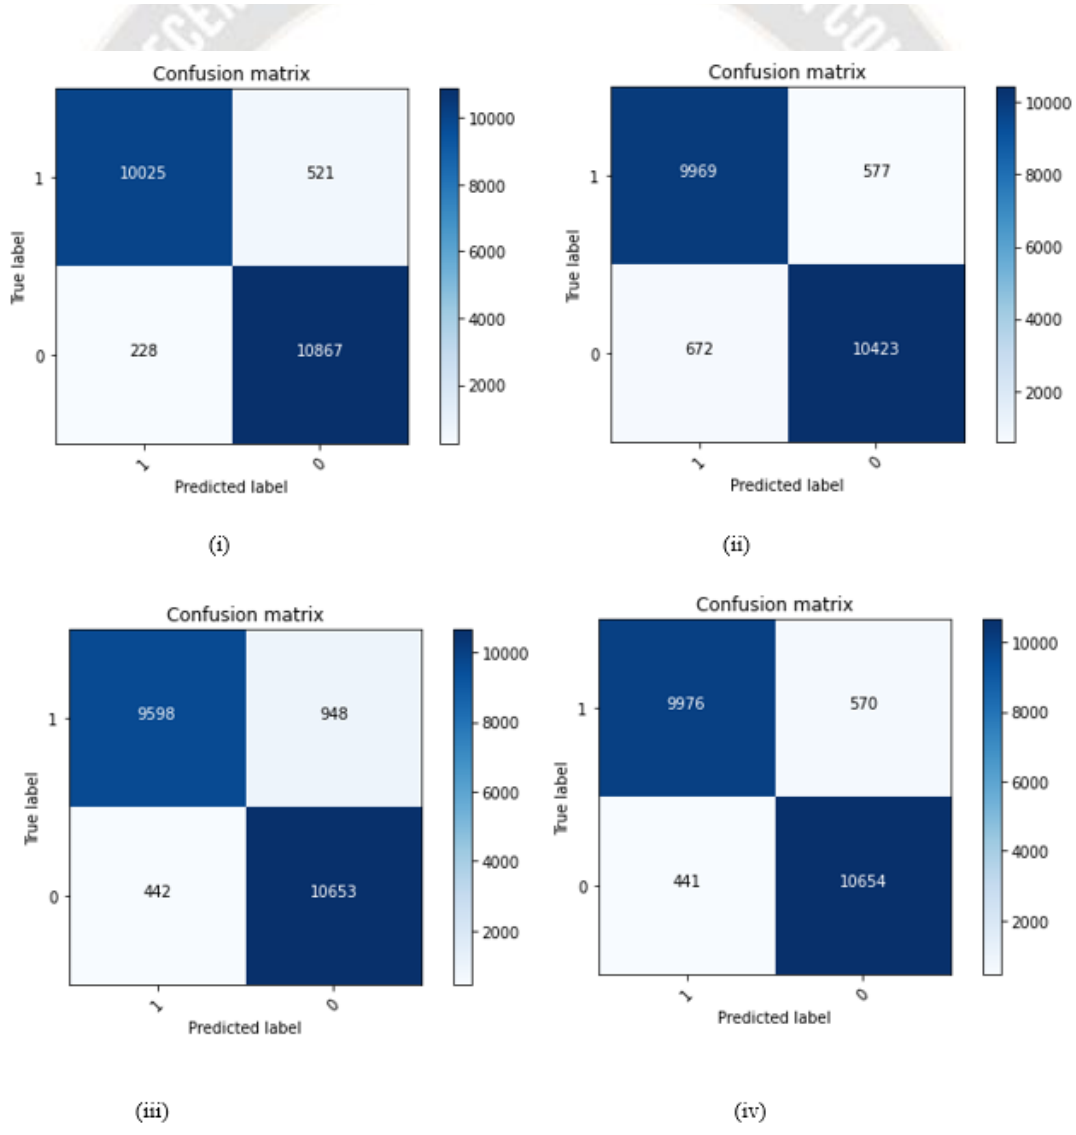 Confusion matrix
10025 521
228 10867
1
0
True label
1 0
Predicted label
10000
8000
6000
4000
2000
(i)
Confusion matrix
9969 577
672 10423
1
0
True label
1 0
Predicted label
10000
8000
6000
4000
2000
(ii)
Confusion matrix
9598 948
442 10653
1
0
True label
1 0
Predicted label
10000
8000
6000
4000
2000
(iii)
Confusion matrix
9976 570
441 10654
1
0
True label
1 0
Predicted label
10000
8000
6000
4000
2000
(iv)